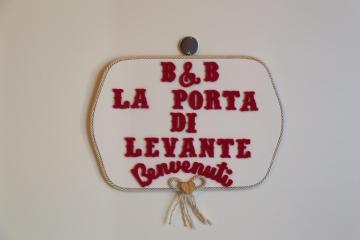 B&B
LA PORTA
DI
LEVANTE
Benvenuti